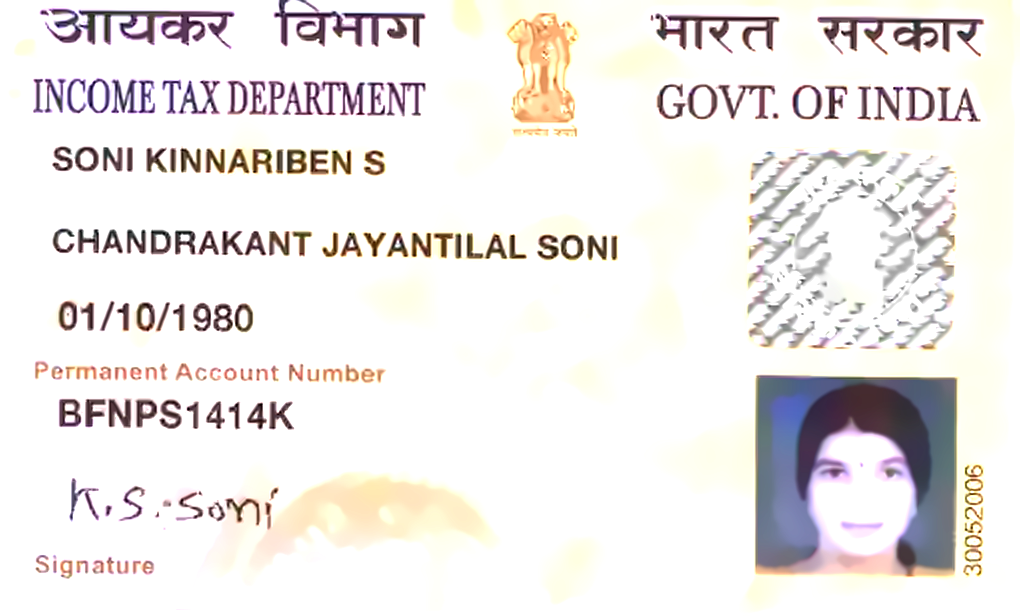 आयकर विभाग
भारत सरकार
INCOME TAX DEPARTMENT
GOVT. OF INDIA
सत्यमेव जयते
SONI KINNARIBEN S
CHANDRAKANT JAYANTILAL SONI
01/10/1980
Permanent Account Number
BFNPS1414K
K.S.Soni
Signature
30052006